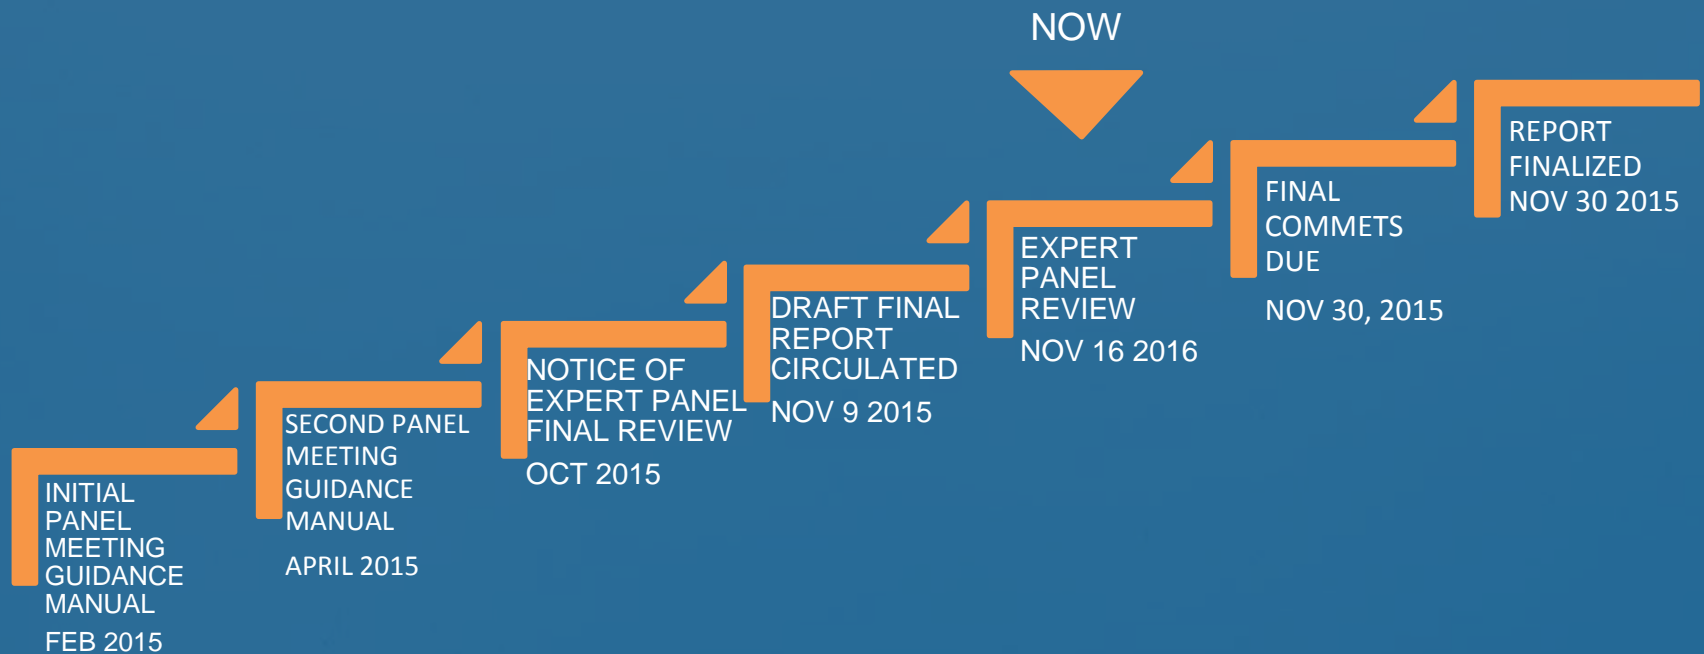 NOW
INITIAL
PANEL
MEETING
GUIDANCE
MANUAL
FEB 2015
SECOND PANEL
MEETING
GUIDANCE
MANUAL
APRIL 2015
NOTICE OF
EXPERT PANEL
FINAL REVIEW
OCT 2015
DRAFT FINAL
REPORT
CIRCULATED
NOV 9 2015
EXPERT
PANEL
REVIEW
NOV 16 2016
FINAL
COMMETS
DUE
NOV 30, 2015
REPORT
FINALIZED
NOV 30 2015